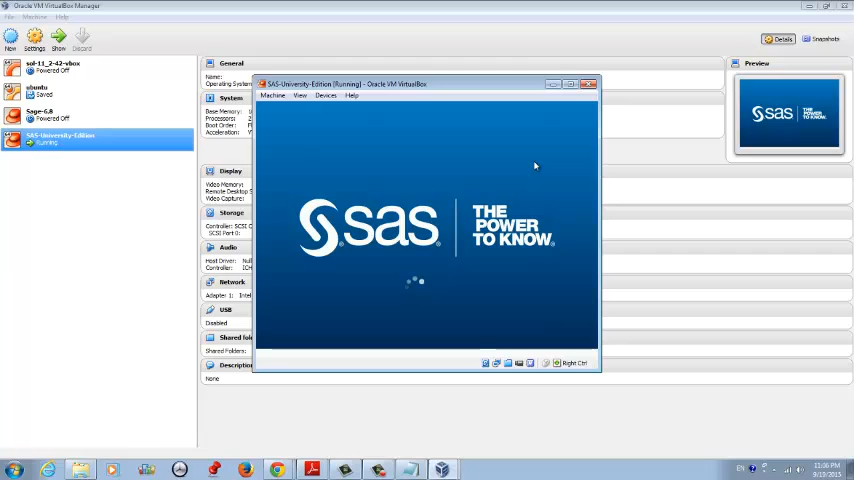 Oracle VM VirtualBox Manager
File Machine Help
New Settings Show Discard
Details Snapshots
sol-11_2-42-vbox
Powered Off
ubuntu
Saved
Sage-6.8
Powered Off
SAS-University-Edition
Running
General
Name:
Operating System
System
Base Memory:
Processors:
Boot Order:
Acceleration:
Display
Video Memory:
Remote Desktop
Video Capture:
Storage
Controller: SCSI
SCSI Port 0:
Audio
Host Driver:
Controller:
Network
Adapter 1:
USB
Disabled
Shared
Shared Folders:
None
Preview
sas THE POWER TO KNOW
SAS-University-Edition [Running] - Oracle VM VirtualBox
Machine View Devices Help
sas
THE
POWER
TO KNOW®
Right Ctrl
EN
11:06 PM
9/19/2015